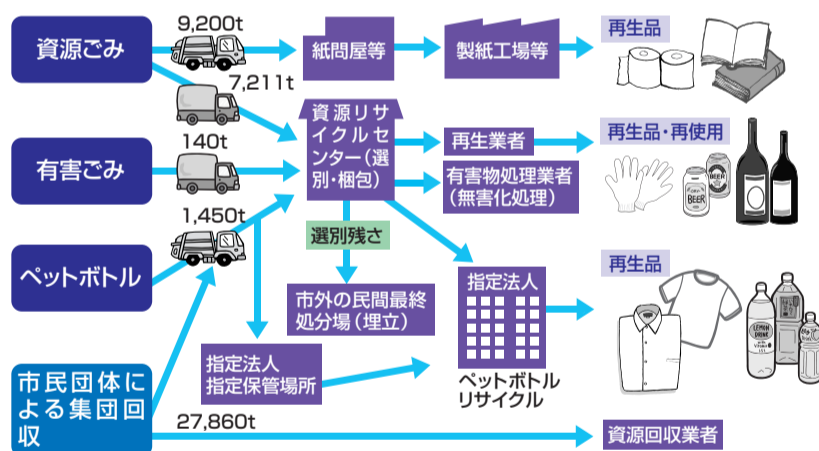 資源ごみ
9,200t
紙問屋等
製紙工場等
再生品
7,211t
有害ごみ
140t
資源リサ
イクルセ
ンター(選
別・梱包)
再生業者
再生品・再使用
有害物処理業者
(無害化処理)
BEER
BEER
1,450t
ペットボトル
選別残さ
市外の民間最終
処分場(埋立)
指定法人
ペットボトル
リサイクル
再生品
LEMON
DRINK
指定法人
指定保管場所
市民団体に
よる集団回
収
27,860t
資源回収業者